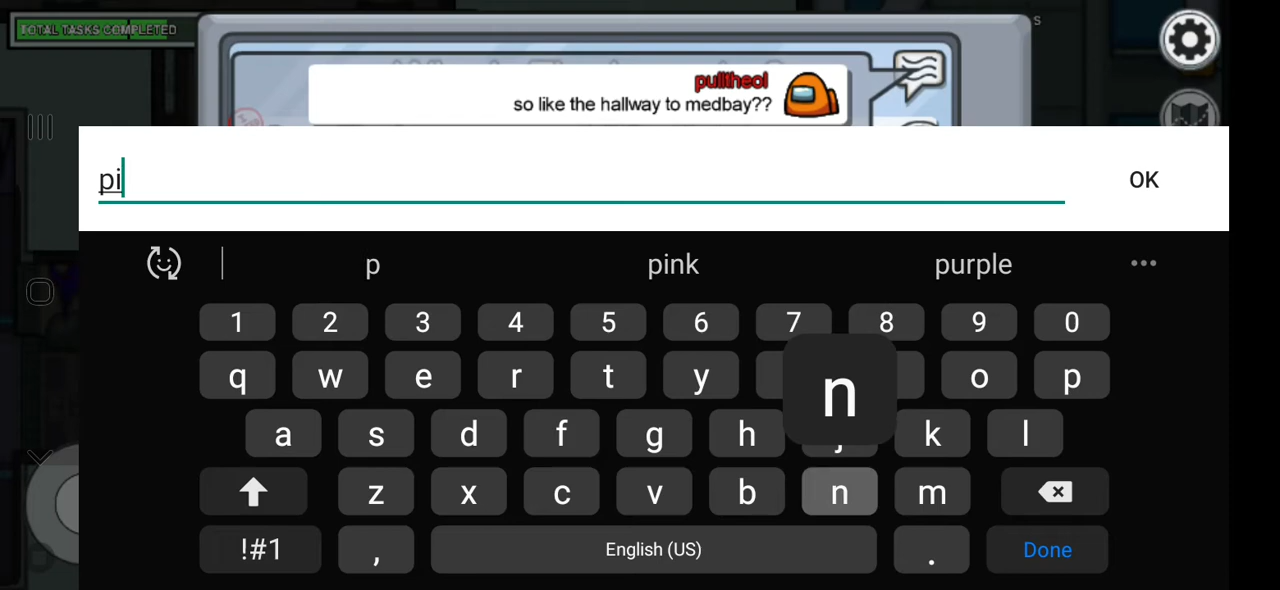 TOTAL TASKS COMPLETED
s
pulltheol
so like the hallway to medbay??
pi
OK
p pink purple
1 2 3 4 5 6 7 8 9 0
q w e r t y o p
n
a s d f g h j k l
z x c v b n m
!#1 , English (US) . Done